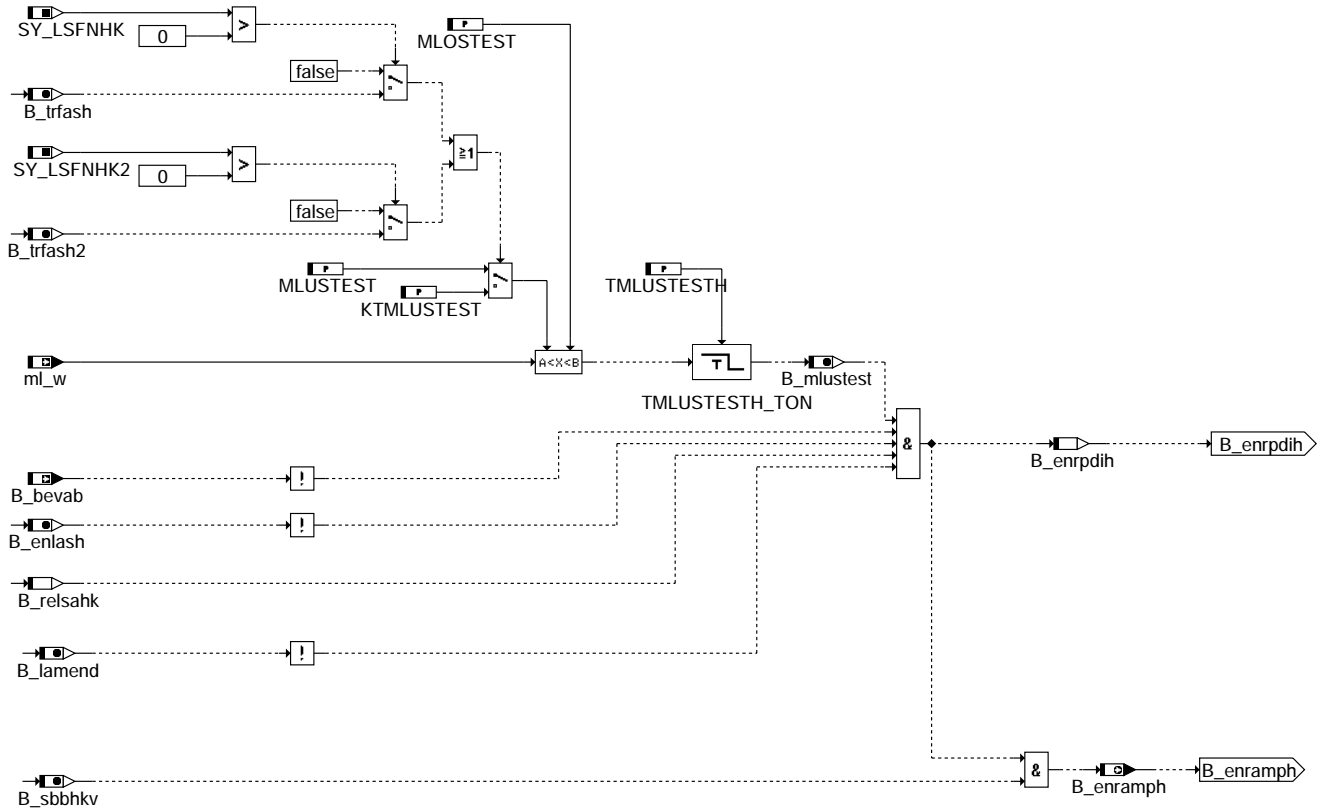 SY_LSFNHK
0
>
P
MLOSTEST
false
B_trfash
SY_LSFNHK2
0
>
≧1
false
B_trfash2
P
MLUSTEST
P
KTMLUSTEST
P
TMLUSTESTH
ml_w
A<X<B
T
TMLUSTESTH_TON
B_mlustest
&
B_enrpdih
B_enrpdih
B_bevab
!
B_enlash
!
B_relsahk
B_lamend
!
B_sbbhkv
&
B_enramph
B_enramph